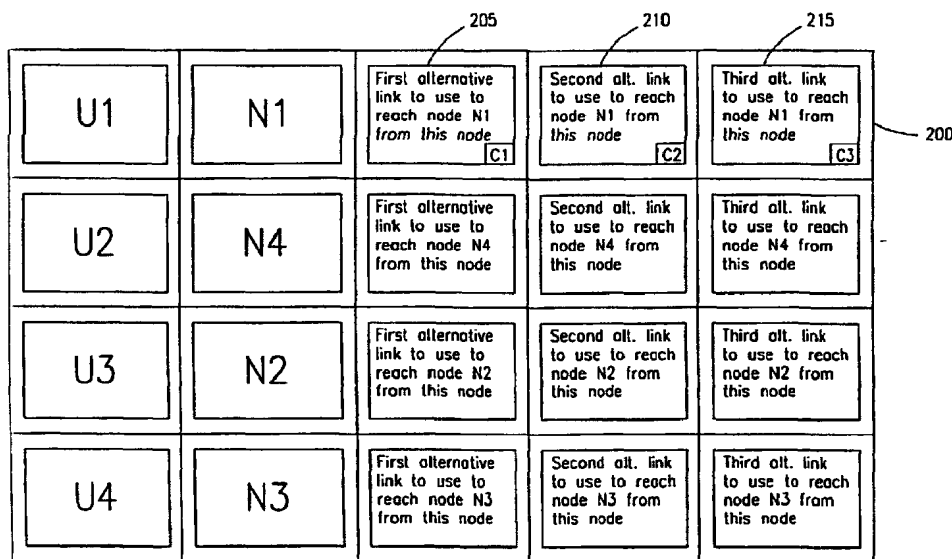 205
210
215
200
U1
N1
First alternative
link to use to
reach node N1
from this node
C1
Second alt. link
to use to reach
node N1 from
this node
C2
Third alt. link
to use to reach
node N1 from
this node
C3
U2
N4
First alternative
link to use to
reach node N4
from this node
Second alt. link
to use to reach
node N4 from
this node
Third alt. link
to use to reach
node N4 from
this node
U3
N2
First alternative
link to use to
reach node N2
from this node
Second alt. link
to use to reach
node N2 from
this node
Third alt. link
to use to reach
node N2 from
this node
U4
N3
First alternative
link to use to
reach node N3
from this node
Second alt. link
to use to reach
node N3 from
this node
Third alt. link
to use to reach
node N3 from
this node